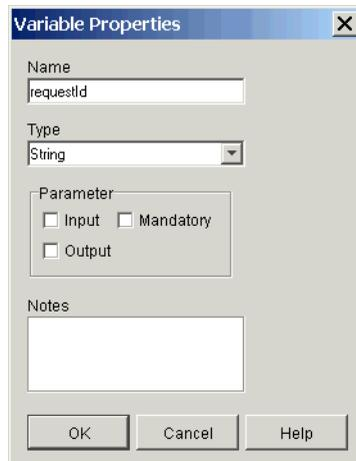 Variable Properties
Name
requestId
Type
String
Parameter
Input Mandatory
Output
Notes
OK Cancel Help